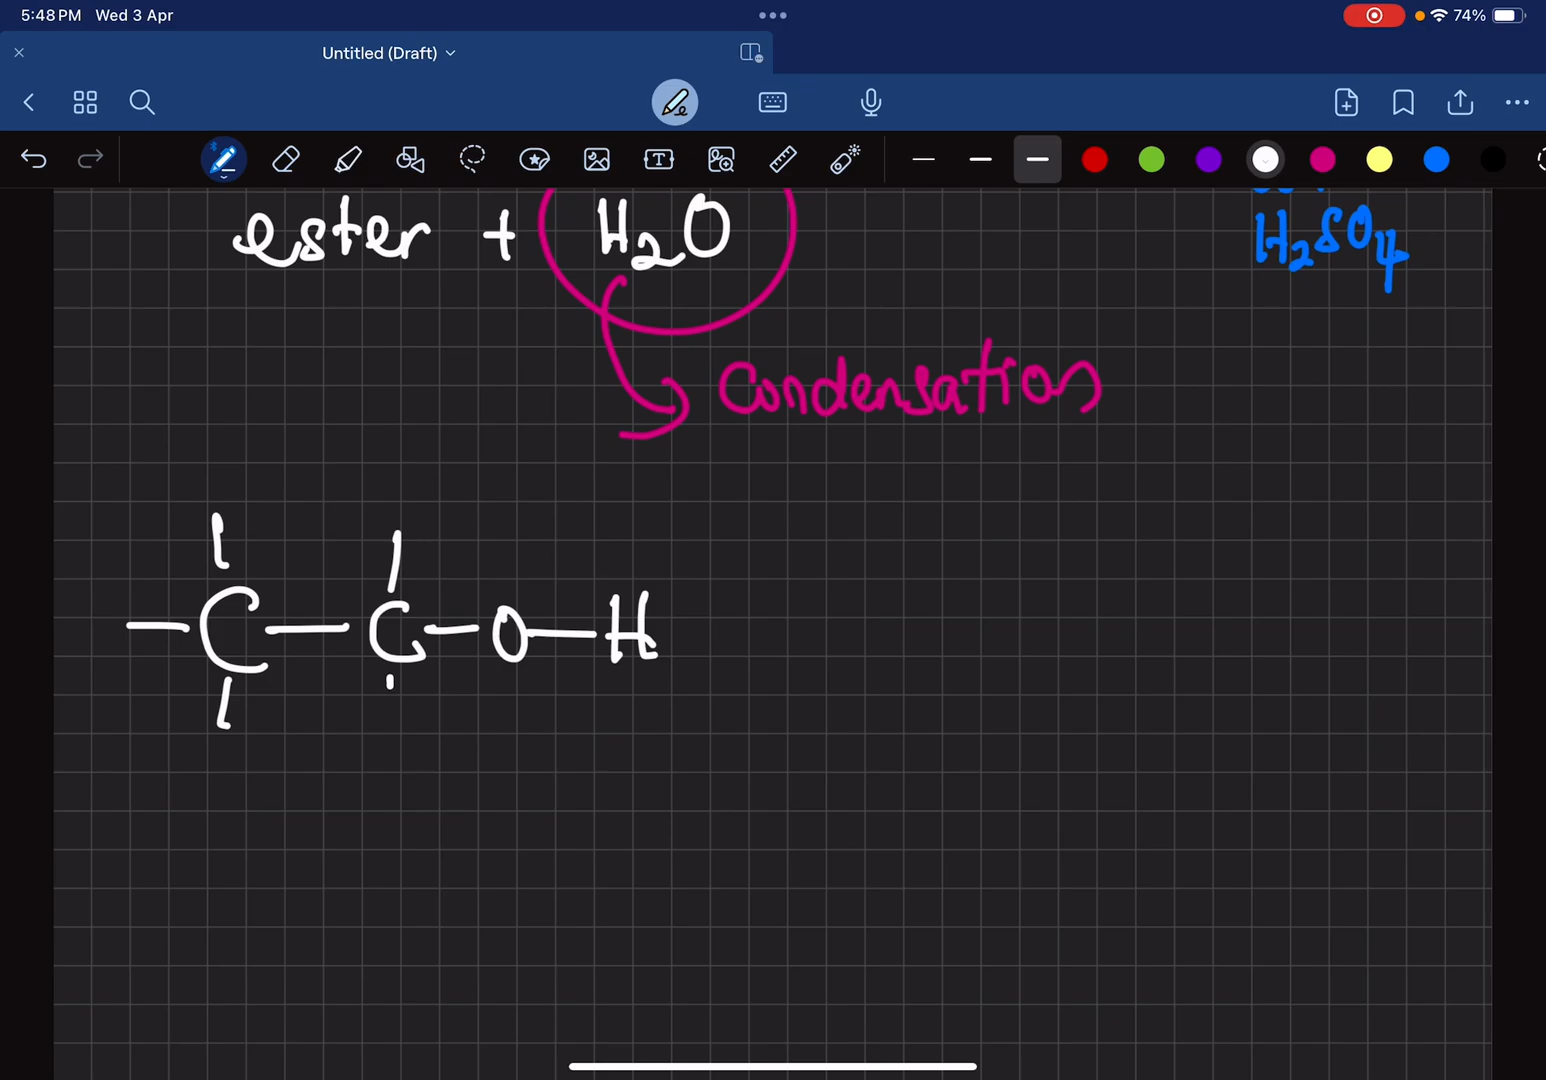 5:48 PM Wed 3 Apr
74%
Untitled (Draft)
T
ester + H₂O
H₂SO₄
Condensation
C—C—O—H